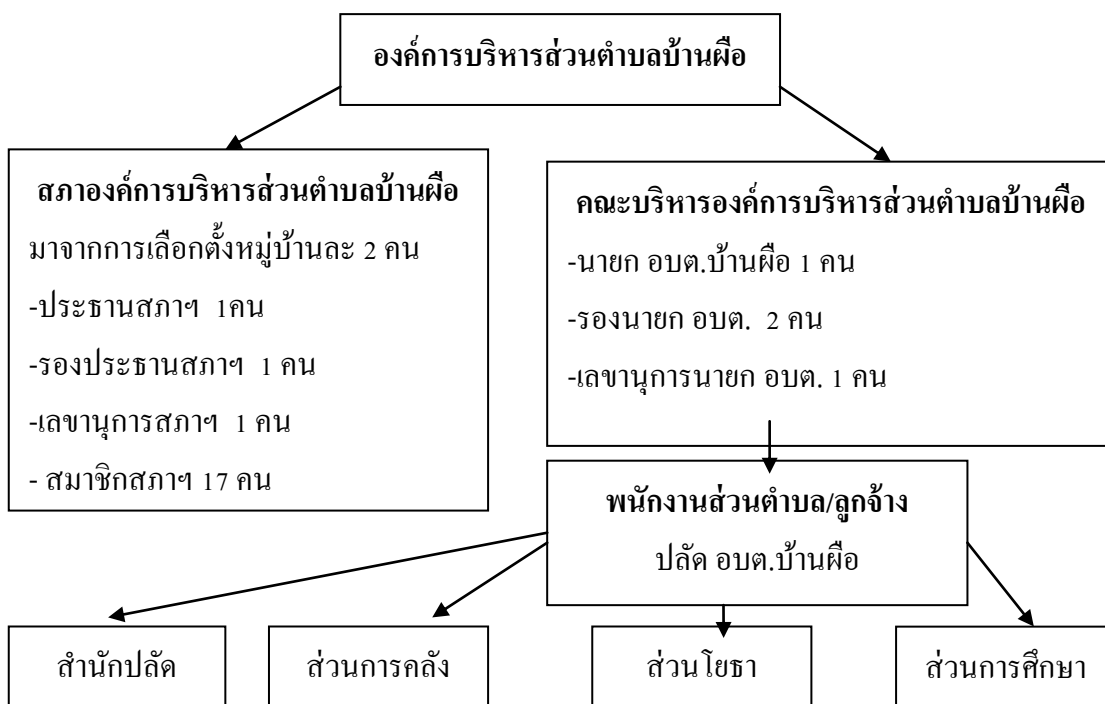 องค์การบริหารส่วนตำบลบ้านผือ
สภาองค์การบริหารส่วนตำบลบ้านผือ
มาจากการเลือกตั้งหมู่บ้านละ 2 คน
-ประธานสภาฯ 1คน
-รองประธานสภาฯ 1 คน
-เลขานุการสภาฯ 1 คน
- สมาชิกสภาฯ 17 คน
คณะบริหารองค์การบริหารส่วนตำบลบ้านผือ
-นายก อบต.บ้านผือ 1 คน
-รองนายก อบต. 2 คน
-เลขานุการนายก อบต. 1 คน
พนักงานส่วนตำบล/ลูกจ้าง
ปลัด อบต.บ้านผือ
สำนักปลัด
ส่วนการคลัง
ส่วนโยธา
ส่วนการศึกษา